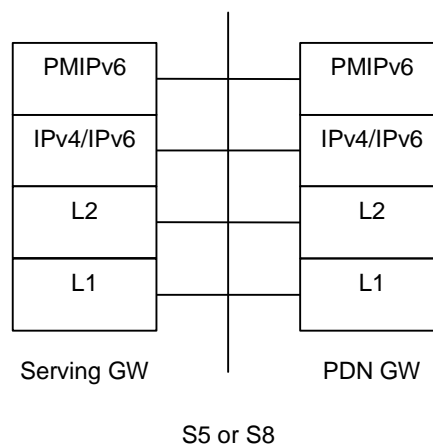 PMIPv6 PMIPv6
IPv4/IPv6 IPv4/IPv6
L2 L2
L1 L1
Serving GW PDN GW
S5 or S8